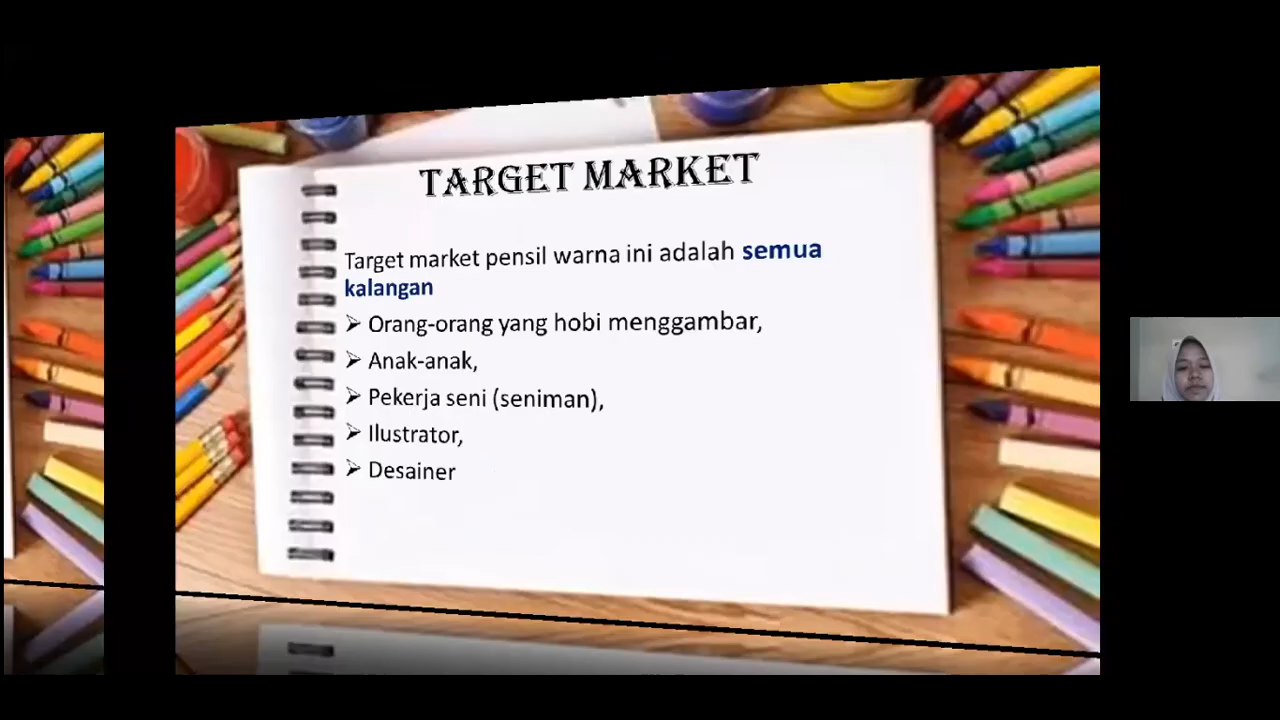 TARGET MARKET
Target market pensil warna ini adalah semua
kalangan
➢ Orang-orang yang hobi menggambar,
➢ Anak-anak,
➢ Pekerja seni (seniman),
➢ Ilustrator,
➢ Desainer